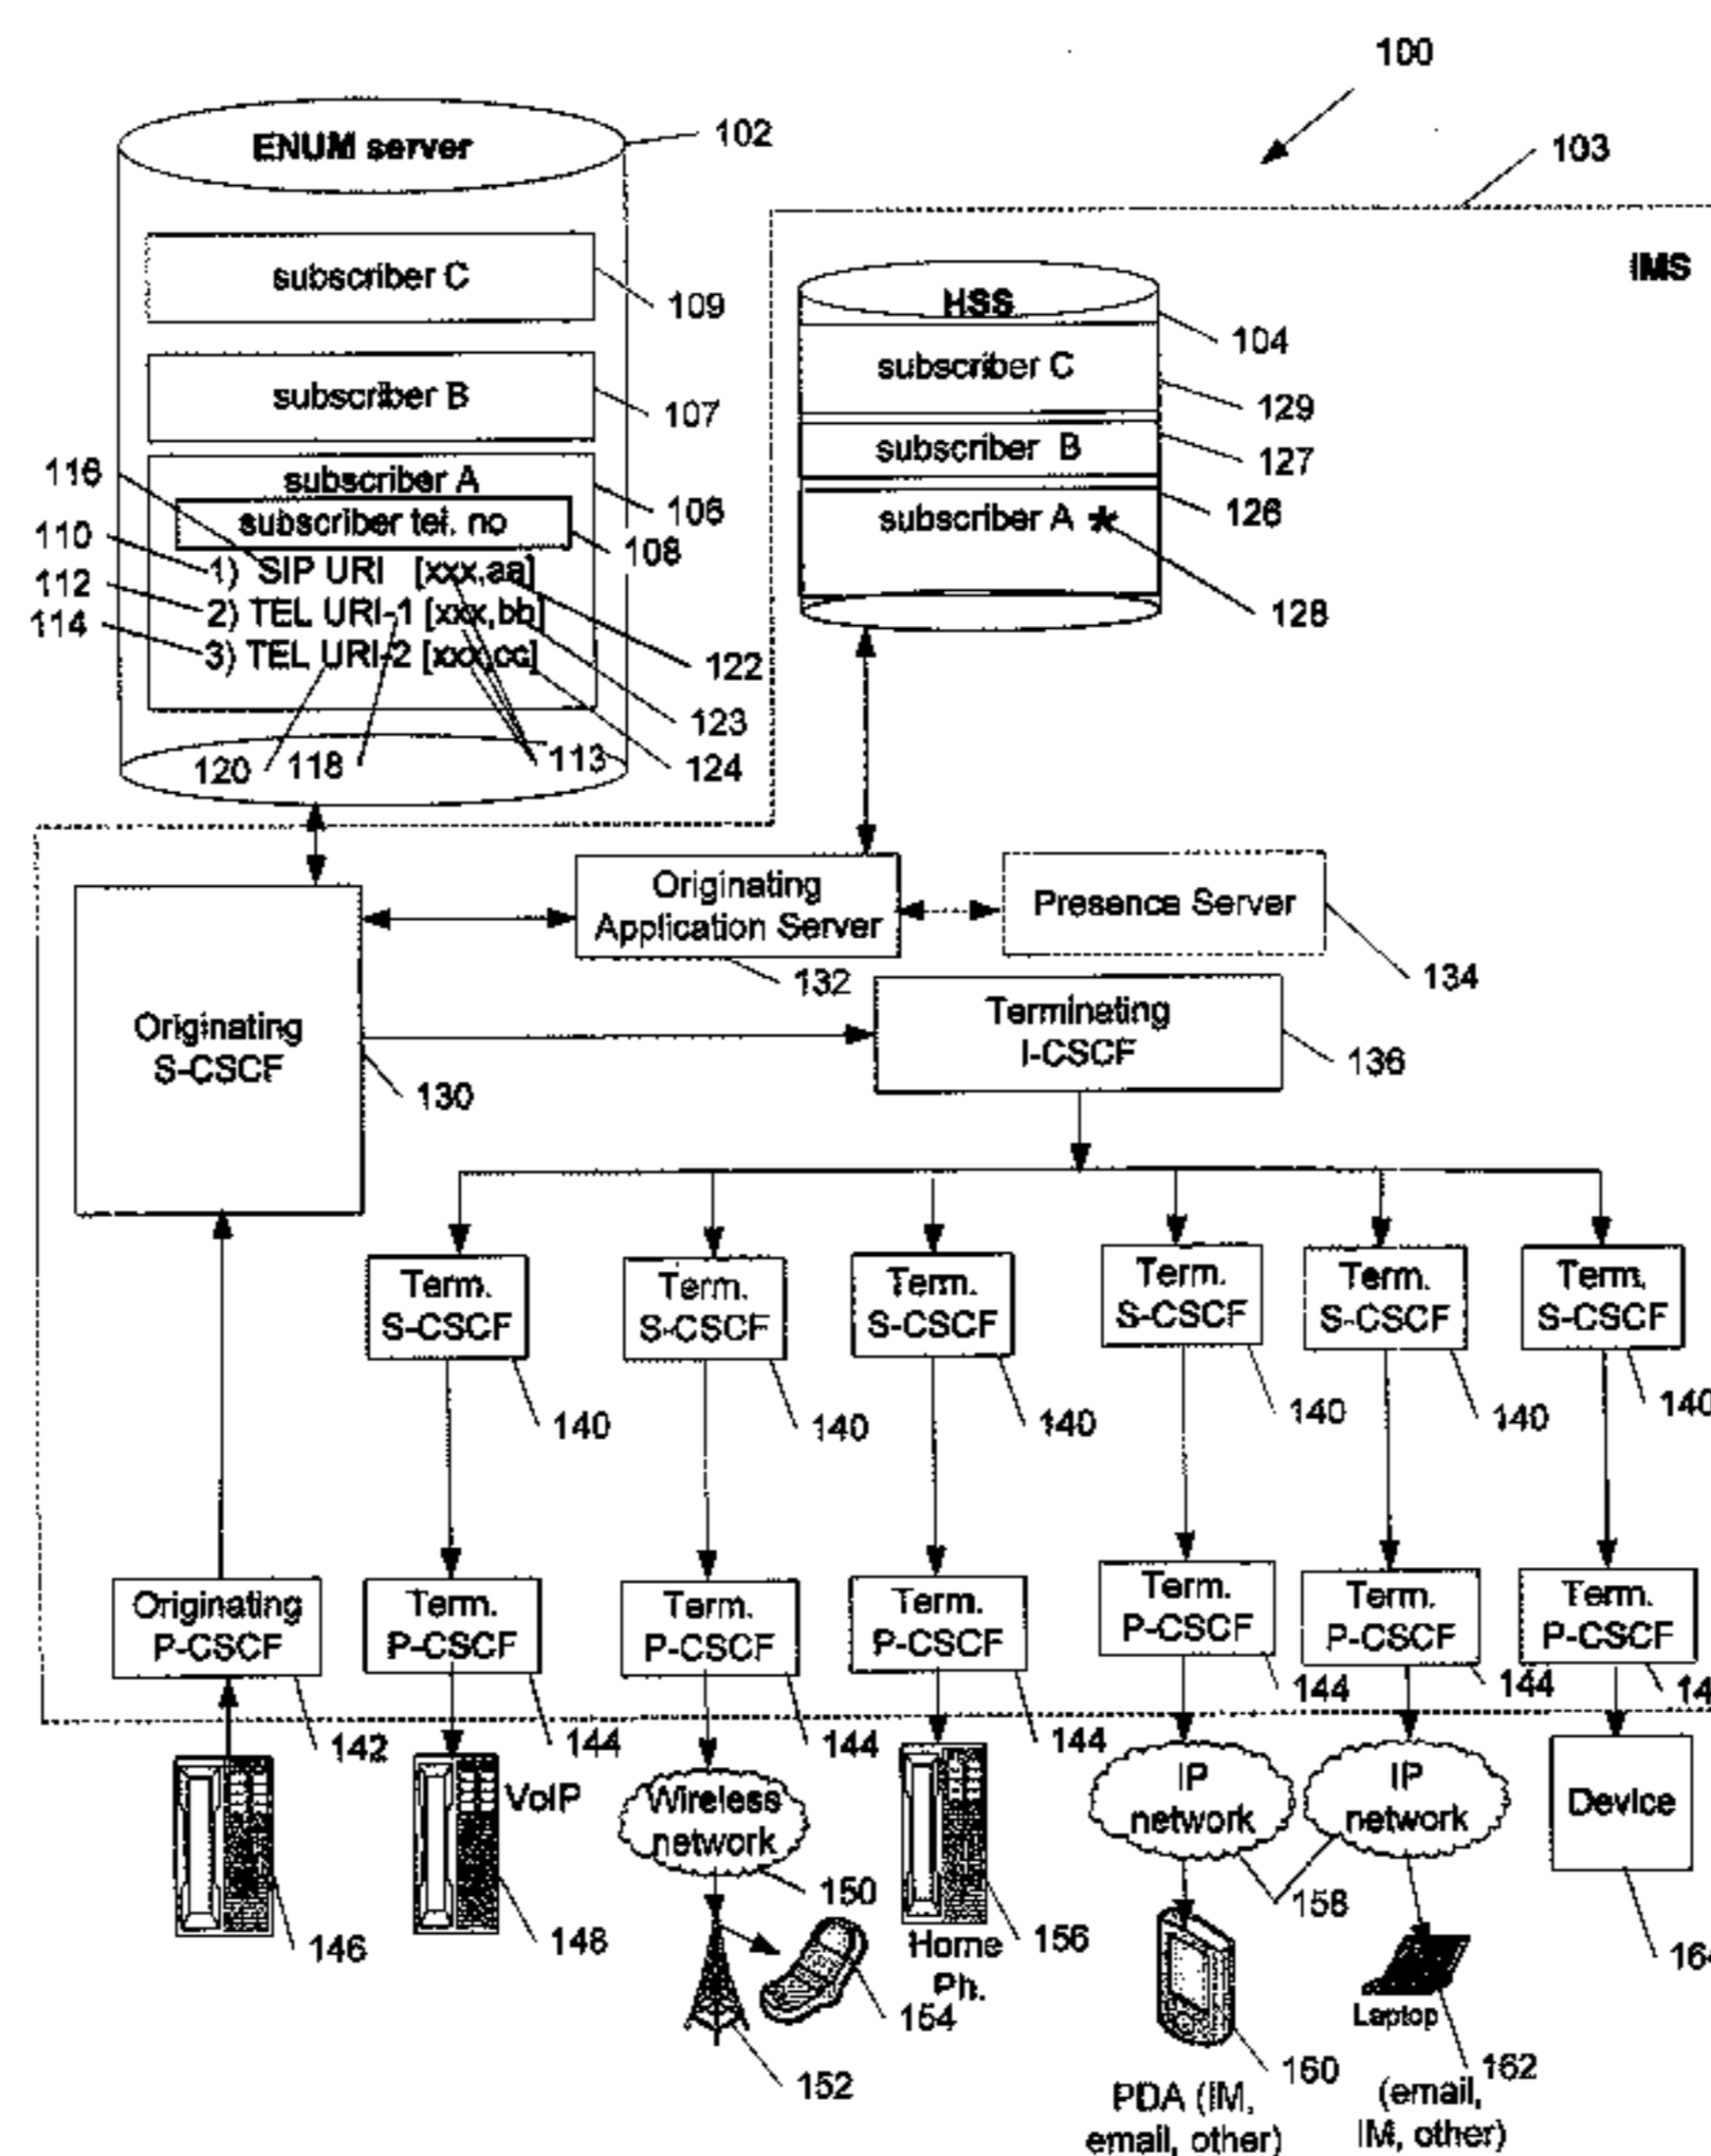 100
ENUM server
102
103
IMS
subscriber C
109
HSS
104
subscriber C
129
subscriber B
107
subscriber B
127
116
subscriber A
106
subscriber tel. no
108
subscriber A *
126
128
110
1) SIP URI [xxx,aa]
112
2) TEL URI-1 [xxx,bb]
114
3) TEL URI-2 [xxx,cc]
122
123
120
118
113
124
Originating
Application Server
132
Presence Server
134
Originating
S-CSCF
130
Terminating
I-CSCF
136
Term.
S-CSCF
140
Term.
S-CSCF
140
Term.
S-CSCF
140
Term.
S-CSCF
140
Term.
S-CSCF
140
Term.
S-CSCF
140
Originating
P-CSCF
142
Term.
P-CSCF
144
Term.
P-CSCF
144
Term.
P-CSCF
144
Term.
P-CSCF
144
Term.
P-CSCF
144
Term.
P-CSCF
14
146
VoIP
148
Wireless
network
150
152
154
Home
Ph.
156
IP
network
IP
network
158
Device
164
160
PDA (IM,
email, other)
Laptop
162
(email,
IM, other)